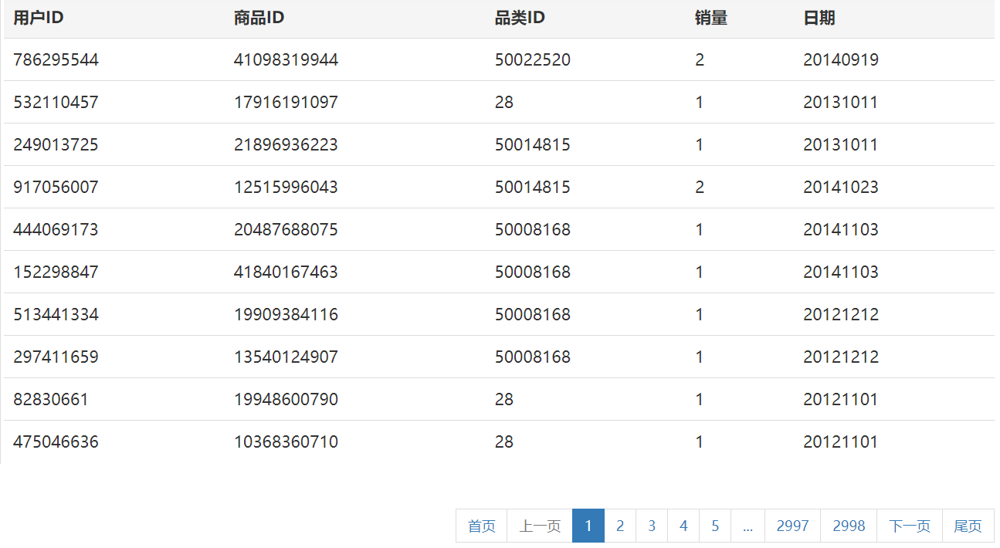 用户ID 商品ID 品类ID 销量 日期
786295544 41098319944 50022520 2 20140919
532110457 17916191097 28 1 20131011
249013725 21896936223 50014815 1 20131011
917056007 12515996043 50014815 2 20141023
444069173 20487688075 50008168 1 20141103
152298847 41840167463 50008168 1 20141103
513441334 19909384116 50008168 1 20121212
297411659 13540124907 50008168 1 20121212
82830661 19948600790 28 1 20121101
475046636 10368360710 28 1 20121101
首页 上一页 1 2 3 4 5 ... 2997 2998 下一页 尾页